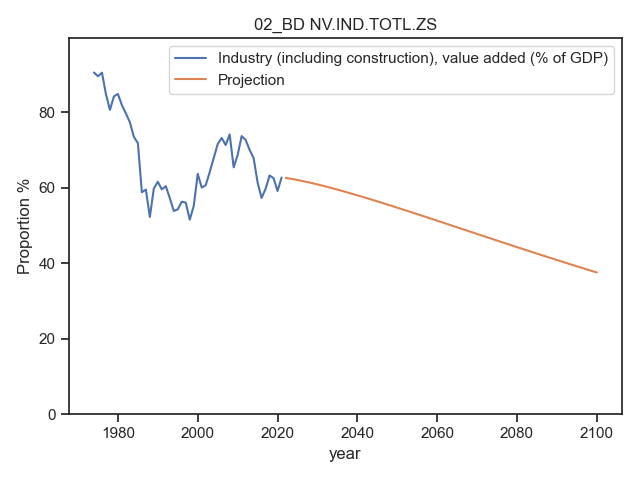 02_BD NV.IND.TOTL.ZS
Industry (including construction), value added (% of GDP)
Projection
Proportion %
80
60
40
20
0
1980 2000 2020 2040 2060 2080 2100
year